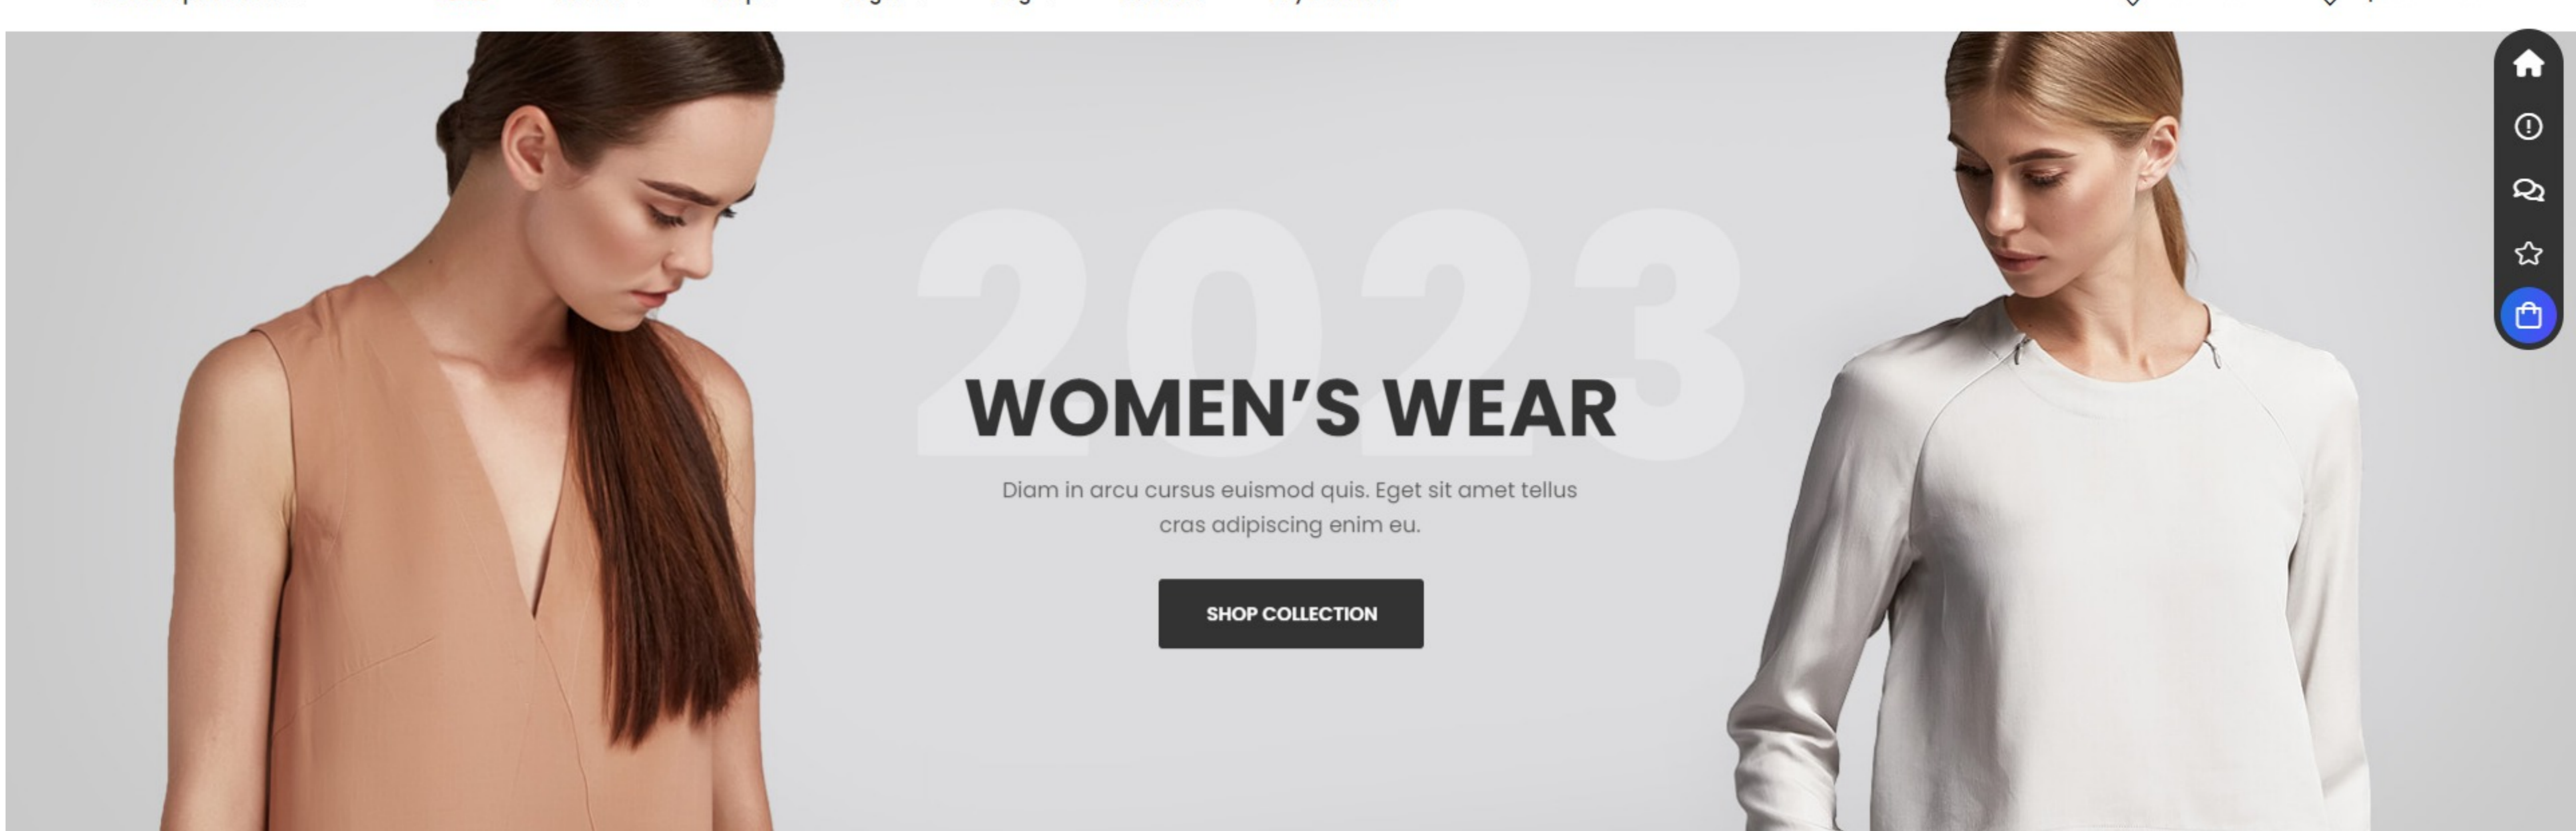 2023
WOMEN’S WEAR
Diam in arcu cursus euismod quis. Eget sit amet tellus
cras adipiscing enim eu.
SHOP COLLECTION